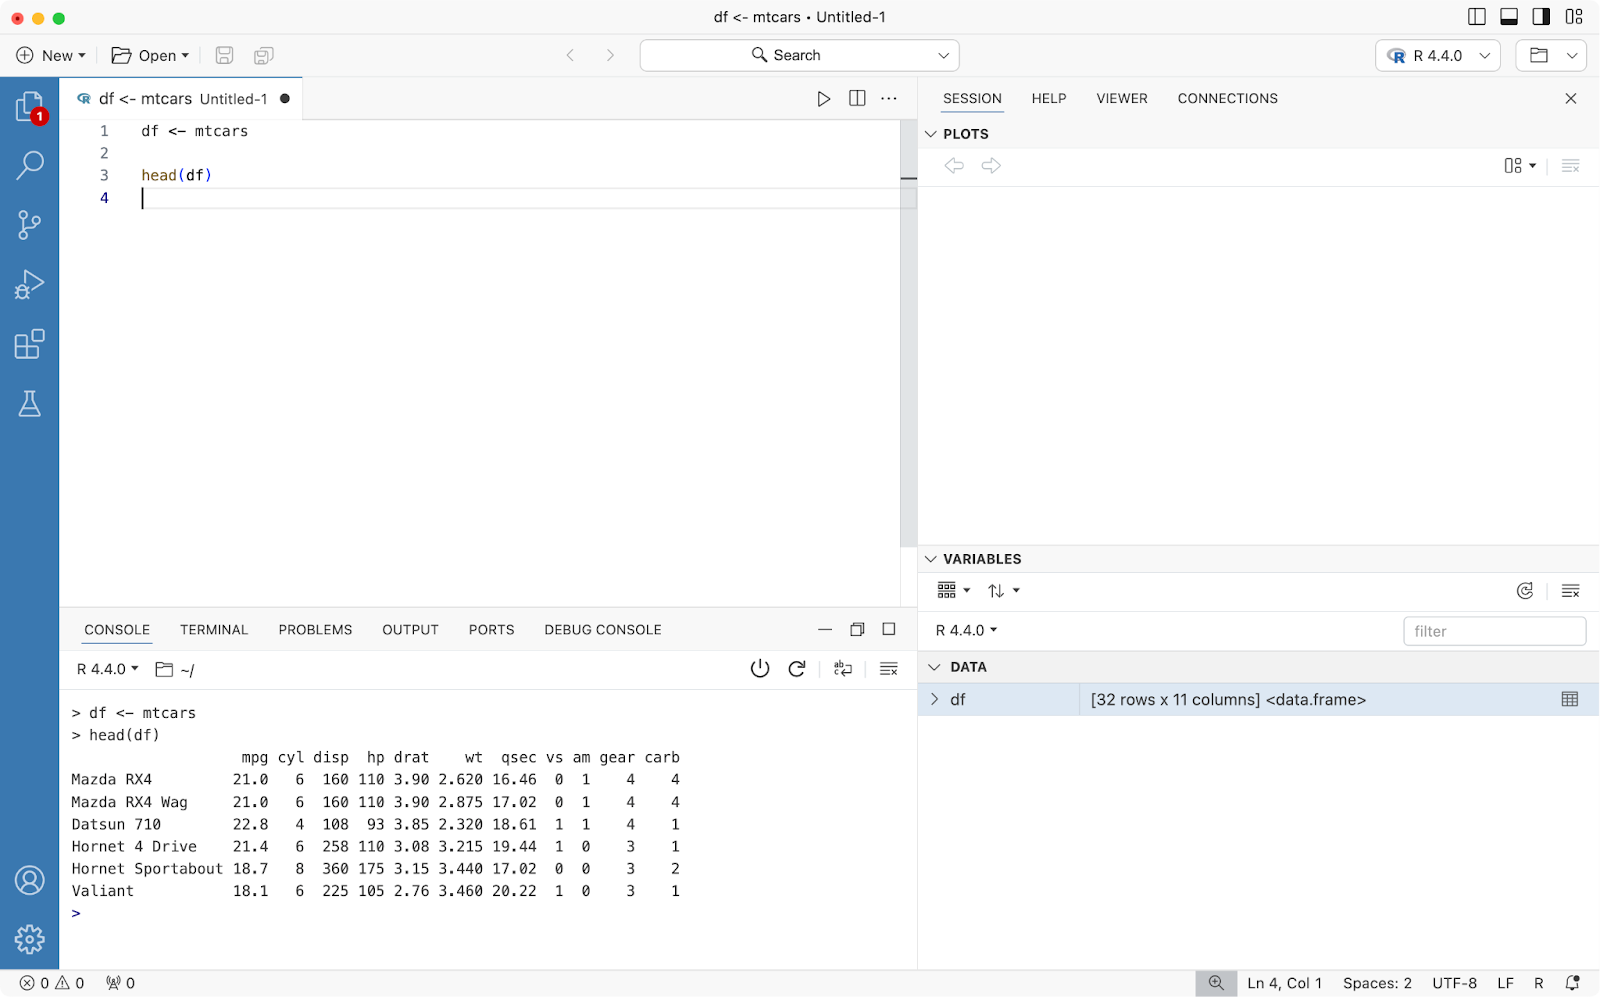 df <- mtcars • Untitled-1
New
Open
Search
R 4.4.0
1
df <- mtcars Untitled-1
1 df <- mtcars
2
3 head(df)
4
SESSION HELP VIEWER CONNECTIONS
PLOTS
VARIABLES
R 4.4.0
filter
DATA
df [32 rows x 11 columns] <data.frame>
CONSOLE TERMINAL PROBLEMS OUTPUT PORTS DEBUG CONSOLE
R 4.4.0 ~/
ab
c
> df <- mtcars
> head(df)
mpg cyl disp hp drat wt qsec vs am gear carb
Mazda RX4 21.0 6 160 110 3.90 2.620 16.46 0 1 4 4
Mazda RX4 Wag 21.0 6 160 110 3.90 2.875 17.02 0 1 4 4
Datsun 710 22.8 4 108 93 3.85 2.320 18.61 1 1 4 1
Hornet 4 Drive 21.4 6 258 110 3.08 3.215 19.44 1 0 3 1
Hornet Sportabout 18.7 8 360 175 3.15 3.440 17.02 0 0 3 2
Valiant 18.1 6 225 105 2.76 3.460 20.22 1 0 3 1
>
0 0 0
Ln 4, Col 1 Spaces: 2 UTF-8 LF R